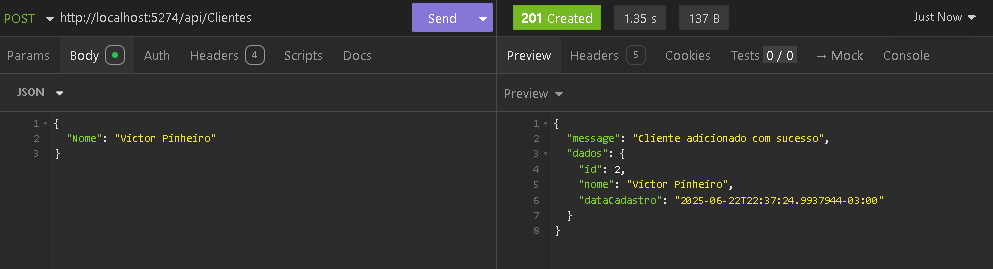 POST http://localhost:5274/api/Clientes Send 201 Created 1.35 s 137 B Just Now
Params Body Auth Headers 4 Scripts Docs
Preview Headers 5 Cookies Tests 0 / 0 → Mock Console
JSON
Preview
1 {
2 "Nome": "Victor Pinheiro"
3 }
1 {
2 "message": "Cliente adicionado com sucesso",
3 "dados": {
4 "id": 2,
5 "nome": "Victor Pinheiro",
6 "dataCadastro": "2025-06-22T22:37:24.9937944-03:00"
7 }
8 }